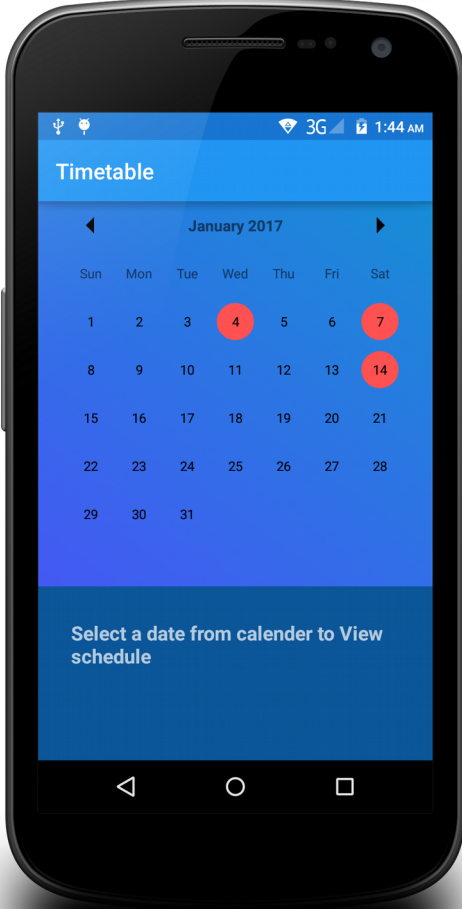 3G 1:44 AM
Timetable
January 2017
Sun Mon Tue Wed Thu Fri Sat
1 2 3 4 5 6 7
8 9 10 11 12 13 14
15 16 17 18 19 20 21
22 23 24 25 26 27 28
29 30 31
Select a date from calender to View
schedule